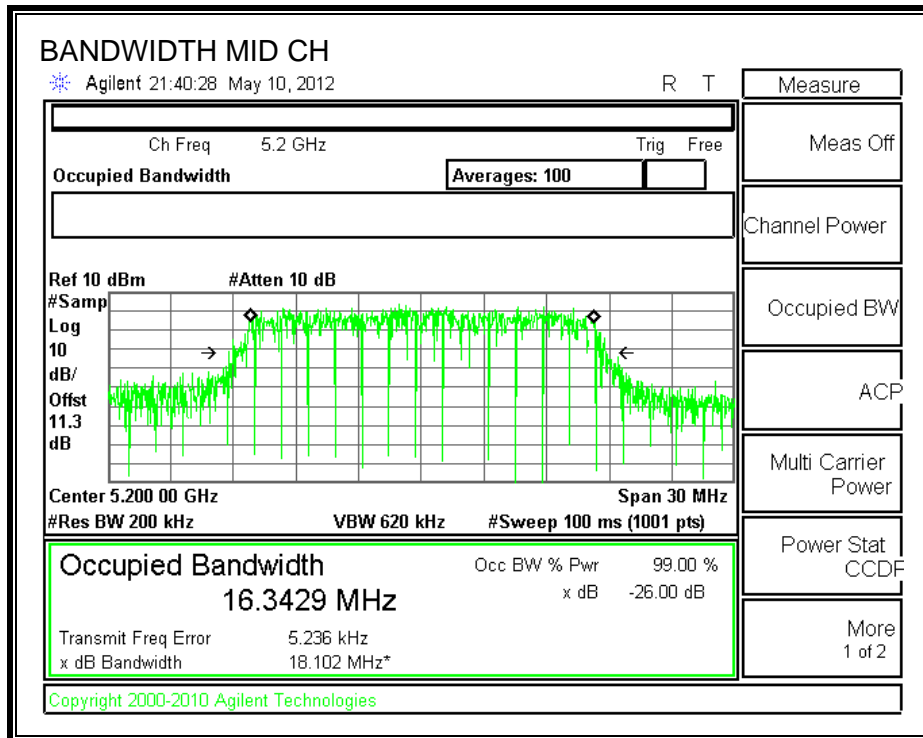 BANDWIDTH MID CH
Agilent 21:40:28 May 10, 2012 R T
Measure
Ch Freq 5.2 GHz Trig Free
Meas Off
Occupied Bandwidth Averages: 100
Channel Power
Ref 10 dBm #Atten 10 dB
#Samp
Log
10
dB/
Offst
11.3
dB
Occupied BW
ACP
Multi Carrier
Power
Center 5.200 00 GHz Span 30 MHz
#Res BW 200 kHz VBW 620 kHz #Sweep 100 ms (1001 pts)
Power Stat
CCDF
Occupied Bandwidth Occ BW % Pwr 99.00 %
16.3429 MHz x dB -26.00 dB
Transmit Freq Error 5.236 kHz
x dB Bandwidth 18.102 MHz*
More
1 of 2
Copyright 2000-2010 Agilent Technologies